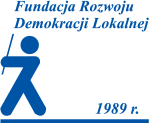 Fundacja Rozwoju
Demokracji Lokalnej
1989 r.